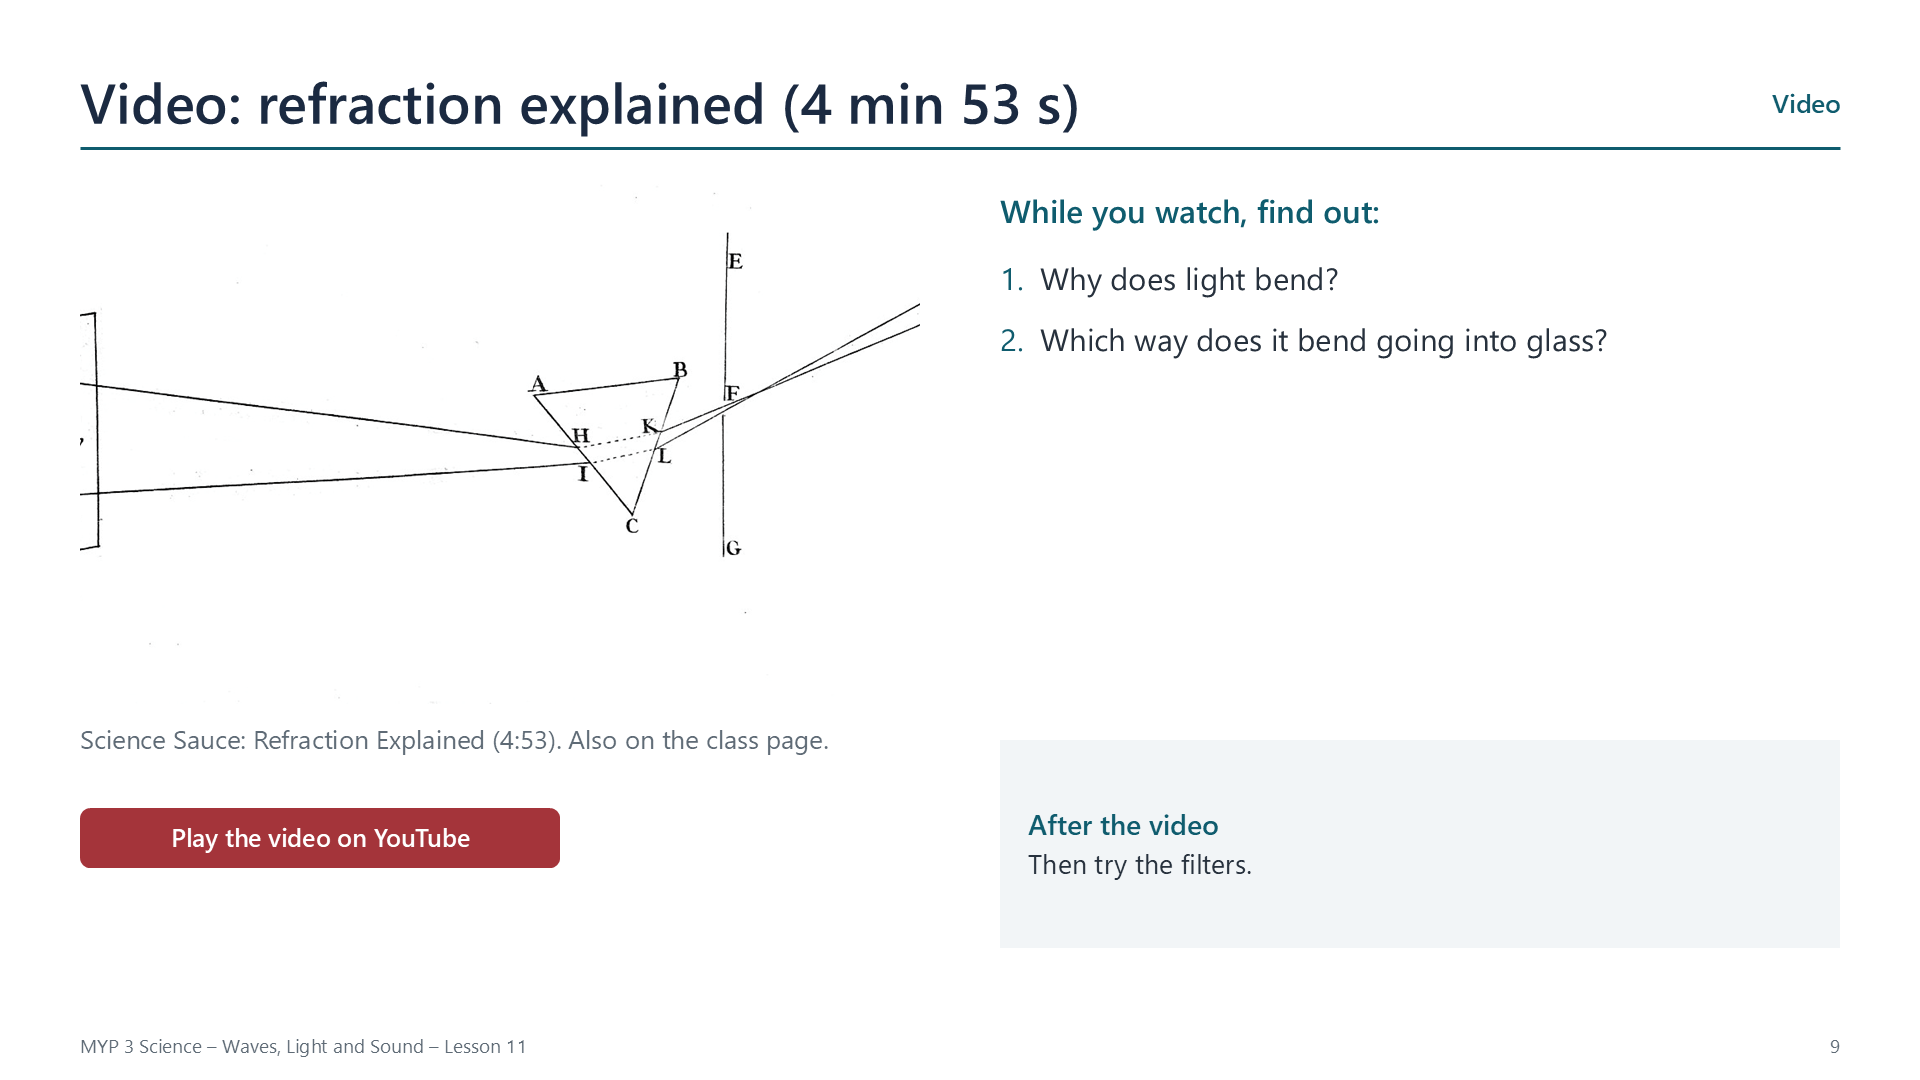 Video: refraction explained (4 min 53 s)
Video
E
A
B
F
H
K
L
I
C
G
Science Sauce: Refraction Explained (4:53). Also on the class page.
Play the video on YouTube
While you watch, find out:
1. Why does light bend?
2. Which way does it bend going into glass?
After the video
Then try the filters.
MYP 3 Science – Waves, Light and Sound – Lesson 11
9